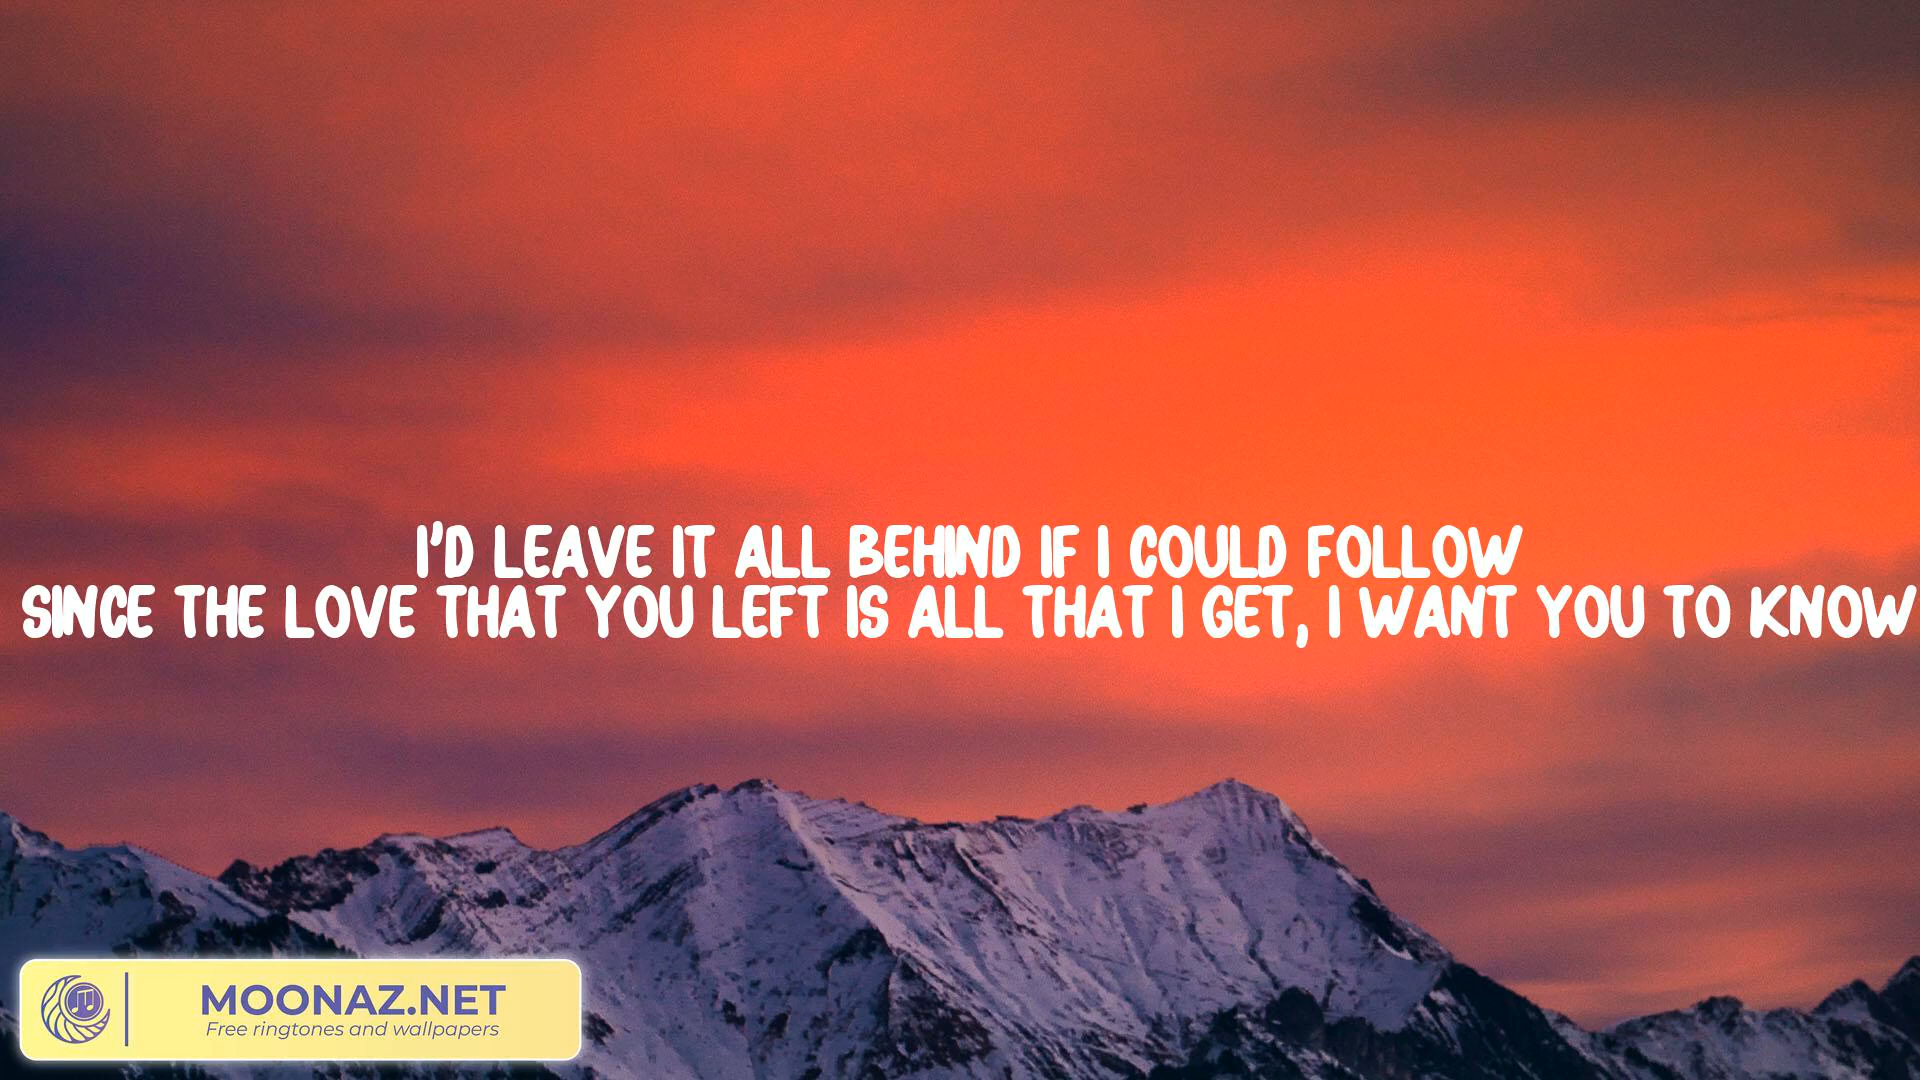 I'D LEAVE IT ALL BEHIND IF I COULD FOLLOW
SINCE THE LOVE THAT YOU LEFT IS ALL THAT I GET, I WANT YOU TO KNOW
MOONAZ.NET
Free ringtones and wallpapers